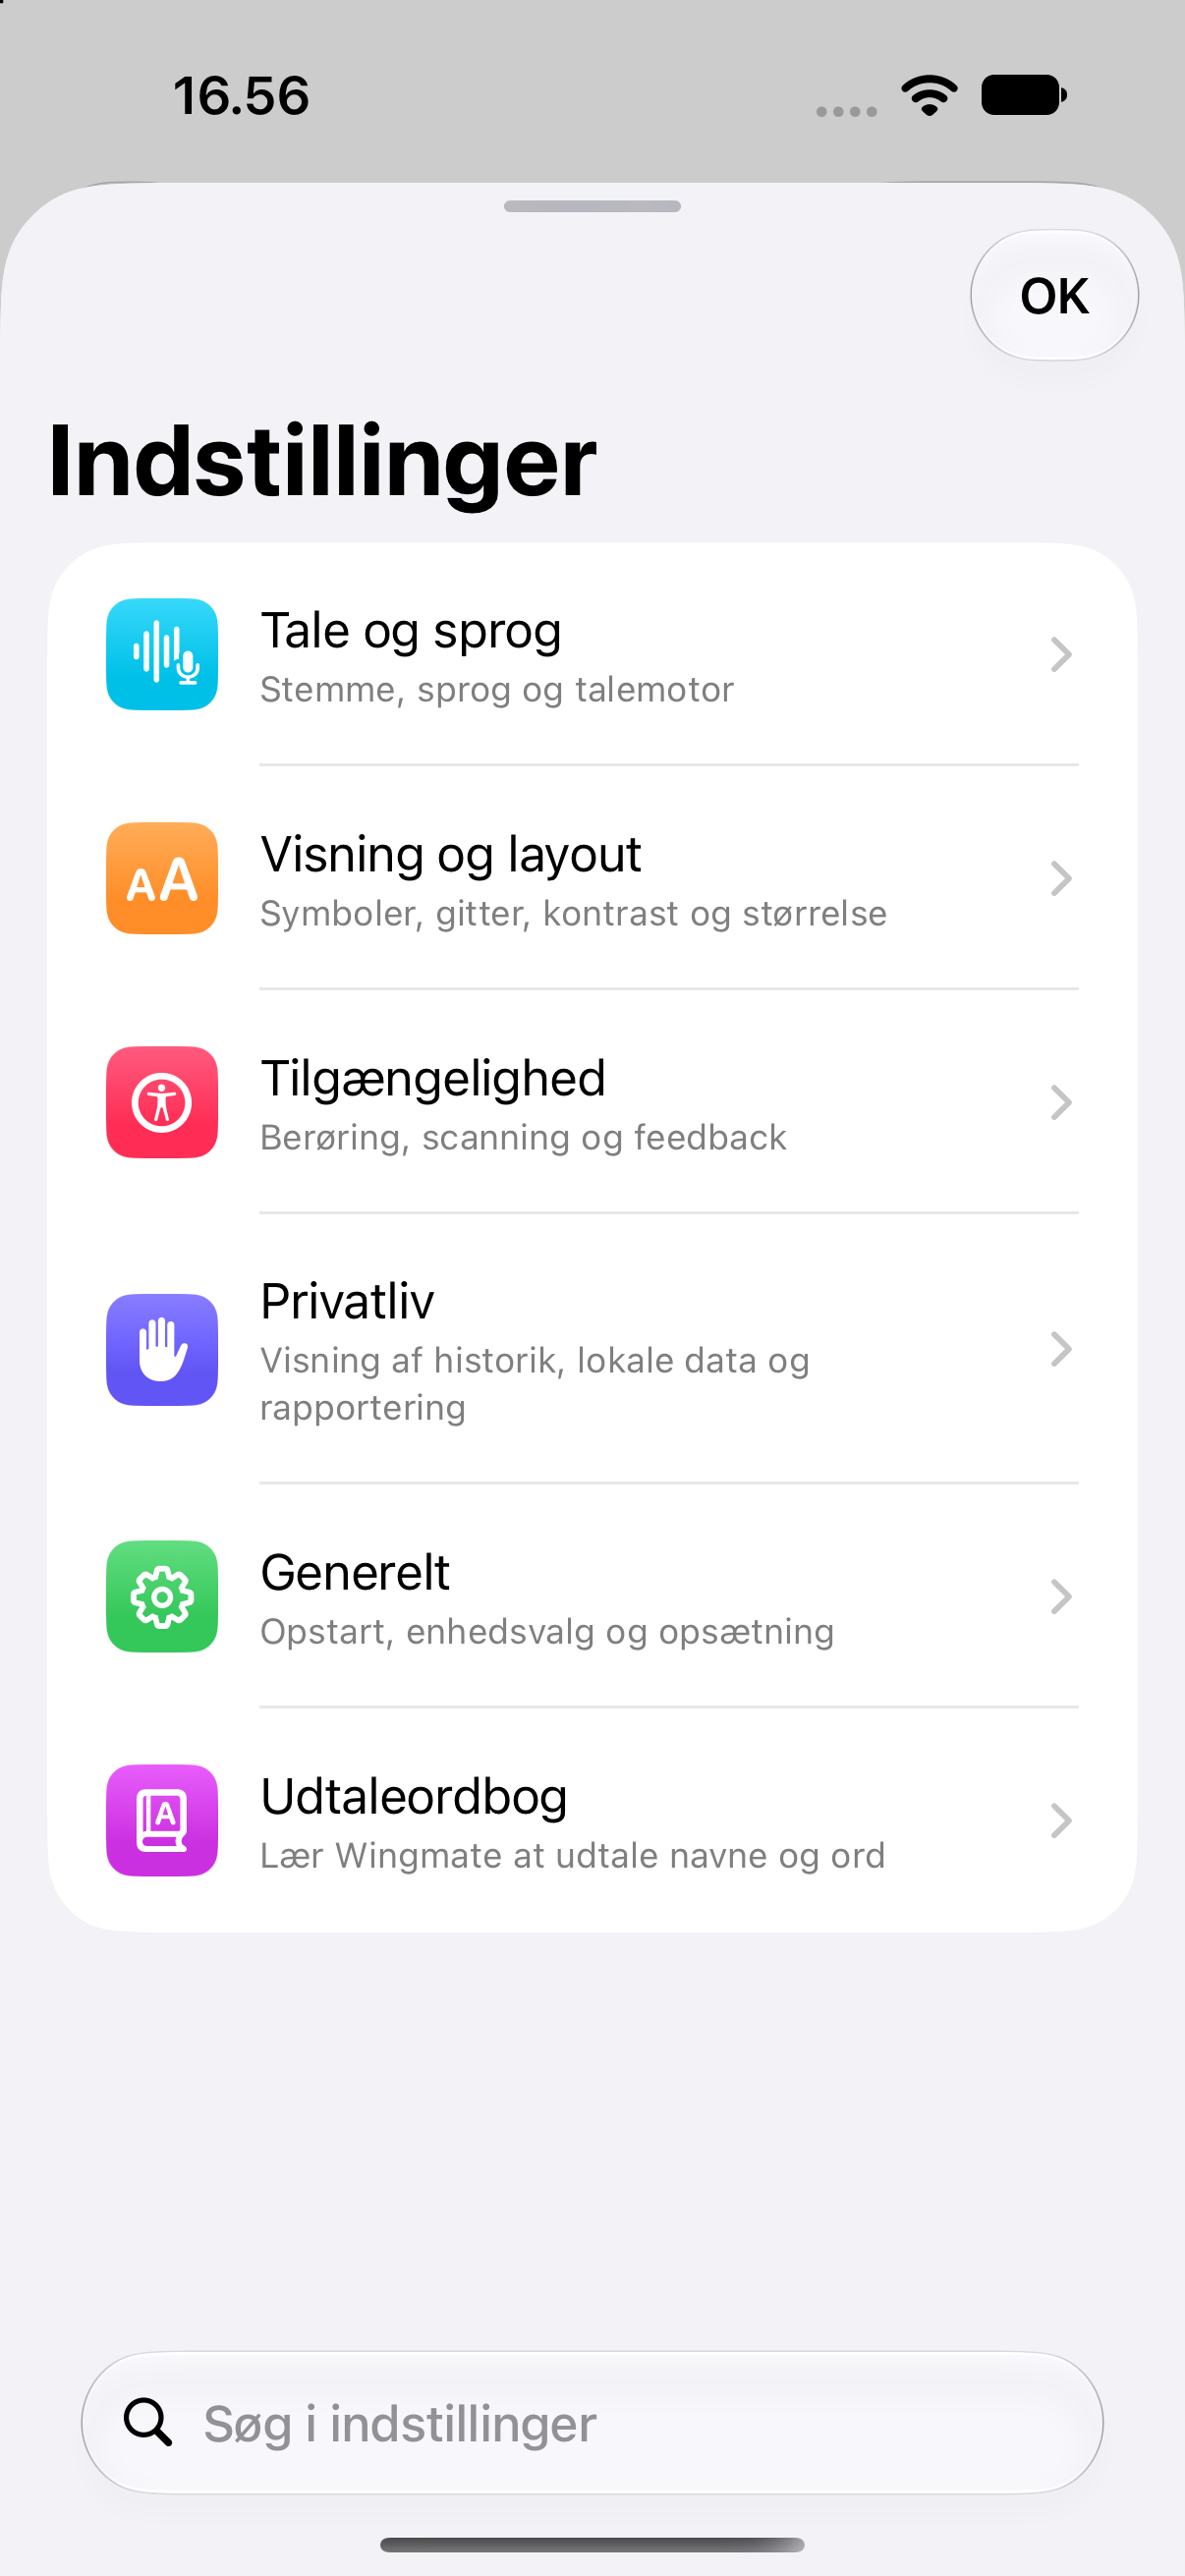 16.56
OK
Indstillinger
Tale og sprog
Stemme, sprog og talemotor
AA
Visning og layout
Symboler, gitter, kontrast og størrelse
Tilgængelighed
Berøring, scanning og feedback
Privatliv
Visning af historik, lokale data og
rapportering
Generelt
Opstart, enhedsvalg og opsætning
A
Udtaleordbog
Lær Wingmate at udtale navne og ord
Søg i indstillinger